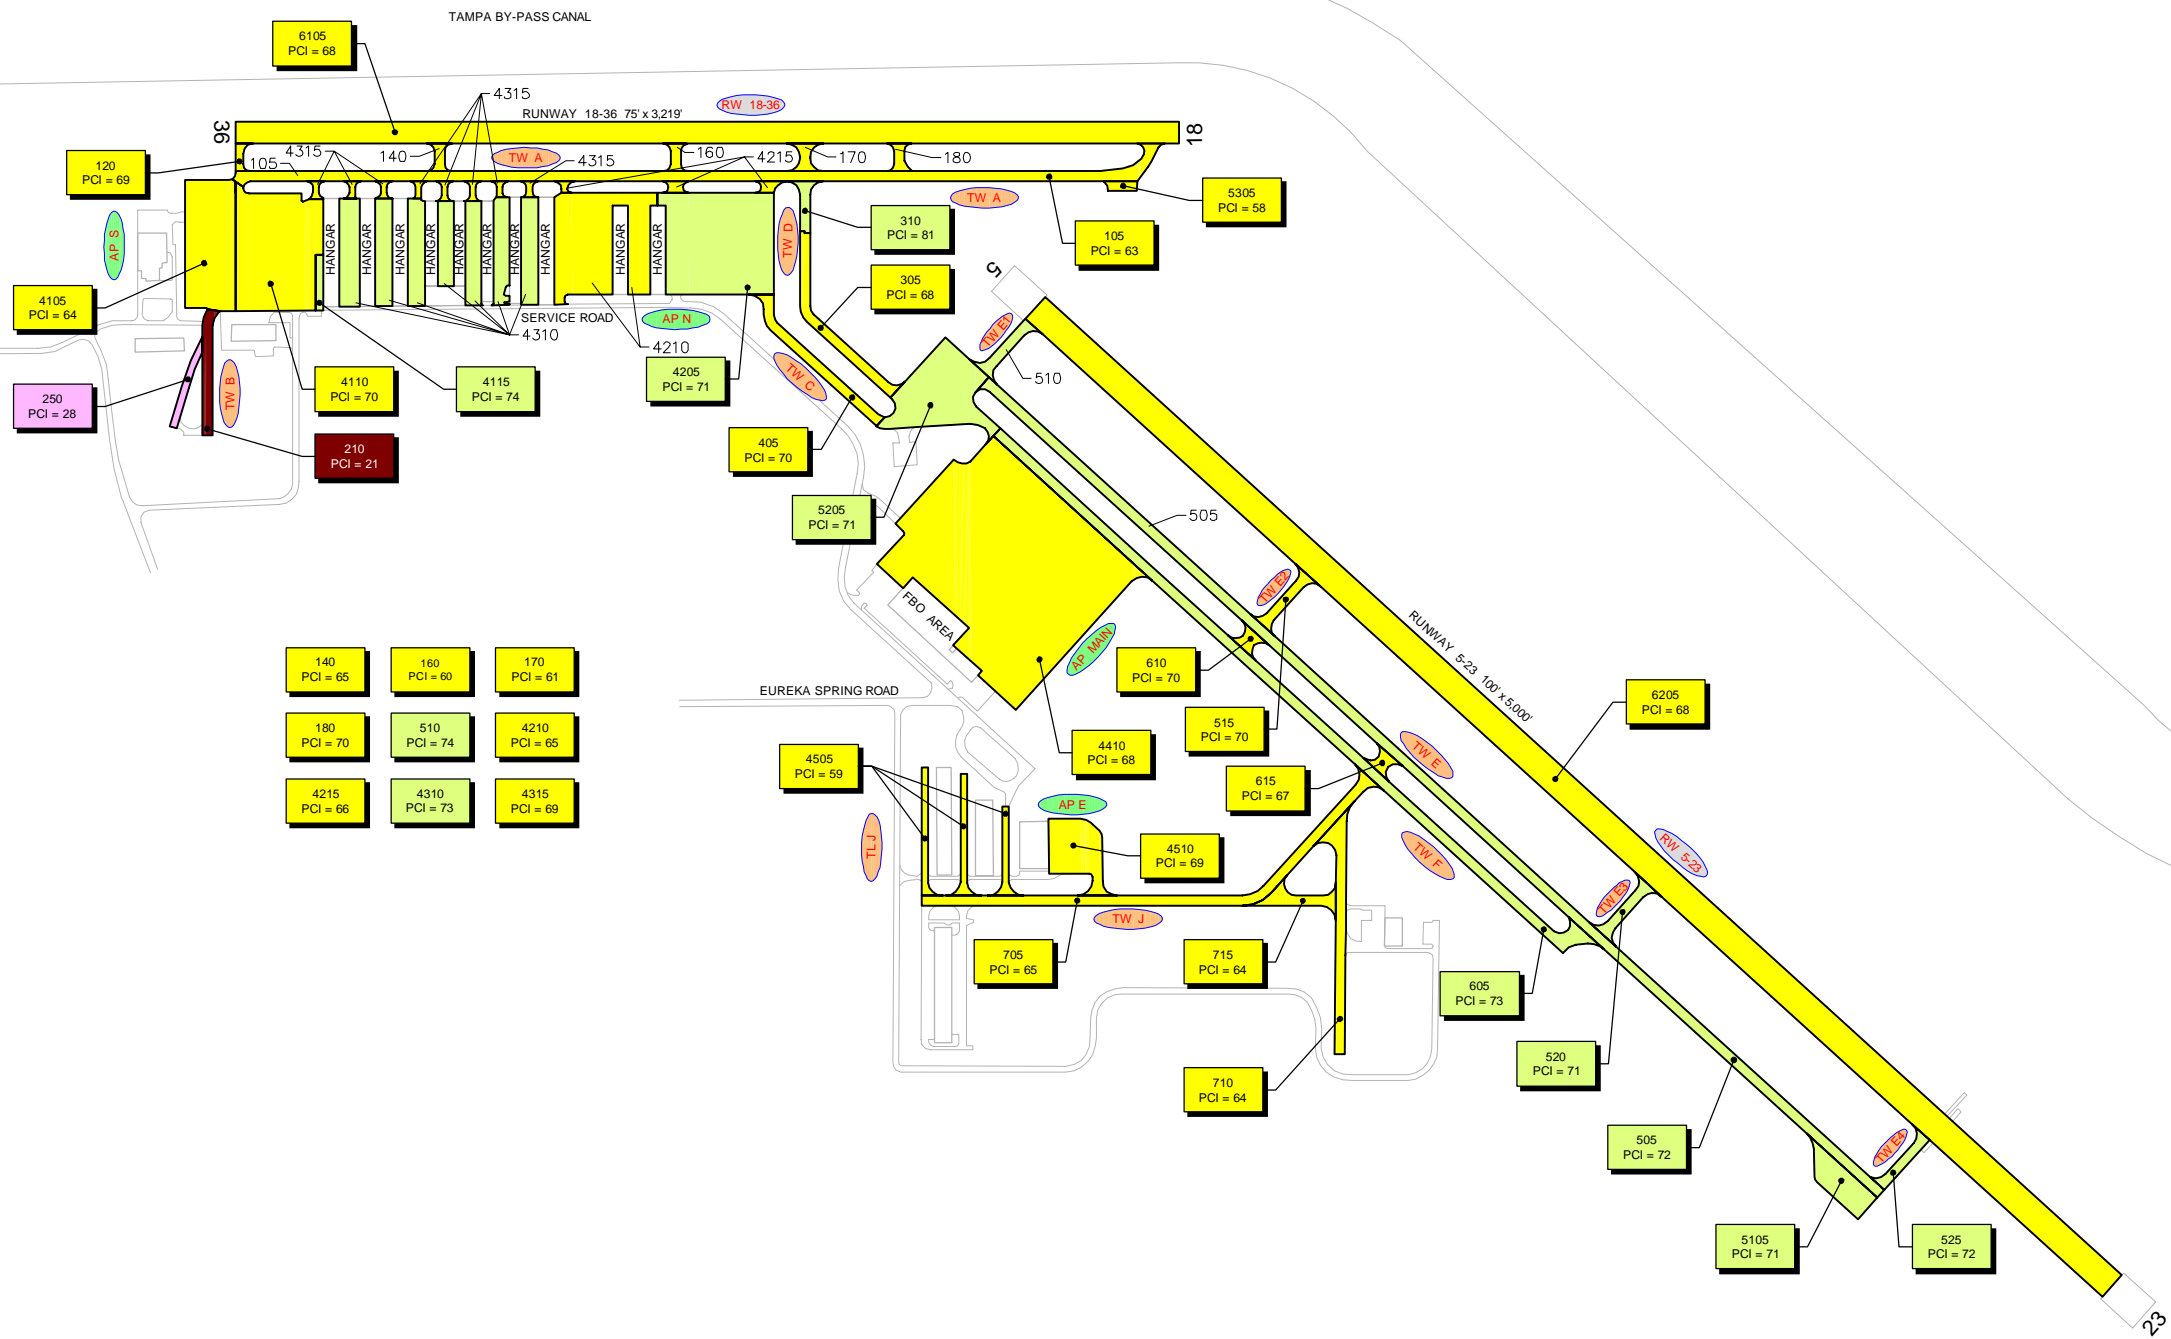 TAMPA BY-PASS CANAL
6105
PCI = 68
4315
RW 18-36
RUNWAY 18-36 75' x 3,219'
36
18
120
PCI = 69
105
4315
140
TW A
4315
160
4215
170
180
5305
PCI = 58
TW A
AP S
310
PCI = 81
TW D
105
PCI = 63
HANGAR
HANGAR
HANGAR
HANGAR
HANGAR
HANGAR
HANGAR
HANGAR
HANGAR
HANGAR
5
4105
PCI = 64
305
PCI = 68
SERVICE ROAD
AP N
4310
4210
TW E1
510
250
PCI = 28
TW B
4110
PCI = 70
4115
PCI = 74
4205
PCI = 71
TW C
210
PCI = 21
405
PCI = 70
5205
PCI = 71
505
FBO AREA
TW E2
AP MAIN
RUNWAY 5-23 100' x 5,000'
140
PCI = 65
160
PCI = 60
170
PCI = 61
610
PCI = 70
EUREKA SPRING ROAD
6205
PCI = 68
180
PCI = 70
510
PCI = 74
4210
PCI = 65
515
PCI = 70
4505
PCI = 59
4410
PCI = 68
TW E
4215
PCI = 66
4310
PCI = 73
4315
PCI = 69
615
PCI = 67
AP E
TL J
4510
PCI = 69
TW F
RW 5-23
TW E3
TW J
705
PCI = 65
715
PCI = 64
605
PCI = 73
520
PCI = 71
710
PCI = 64
505
PCI = 72
TW E4
5105
PCI = 71
525
PCI = 72
23